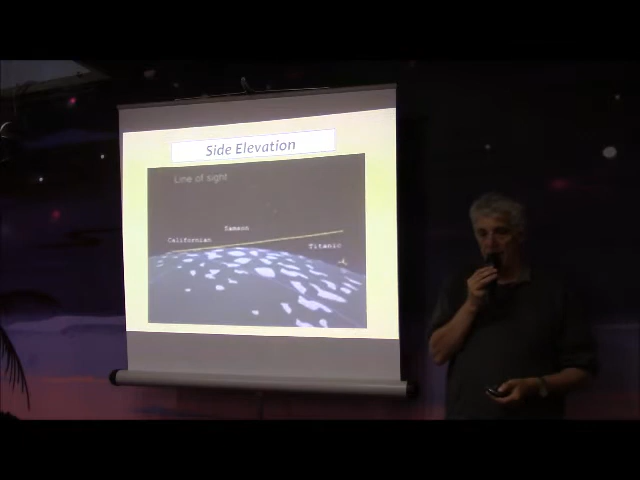 Side Elevation
Line of sight
Samson
Californian
Titanic